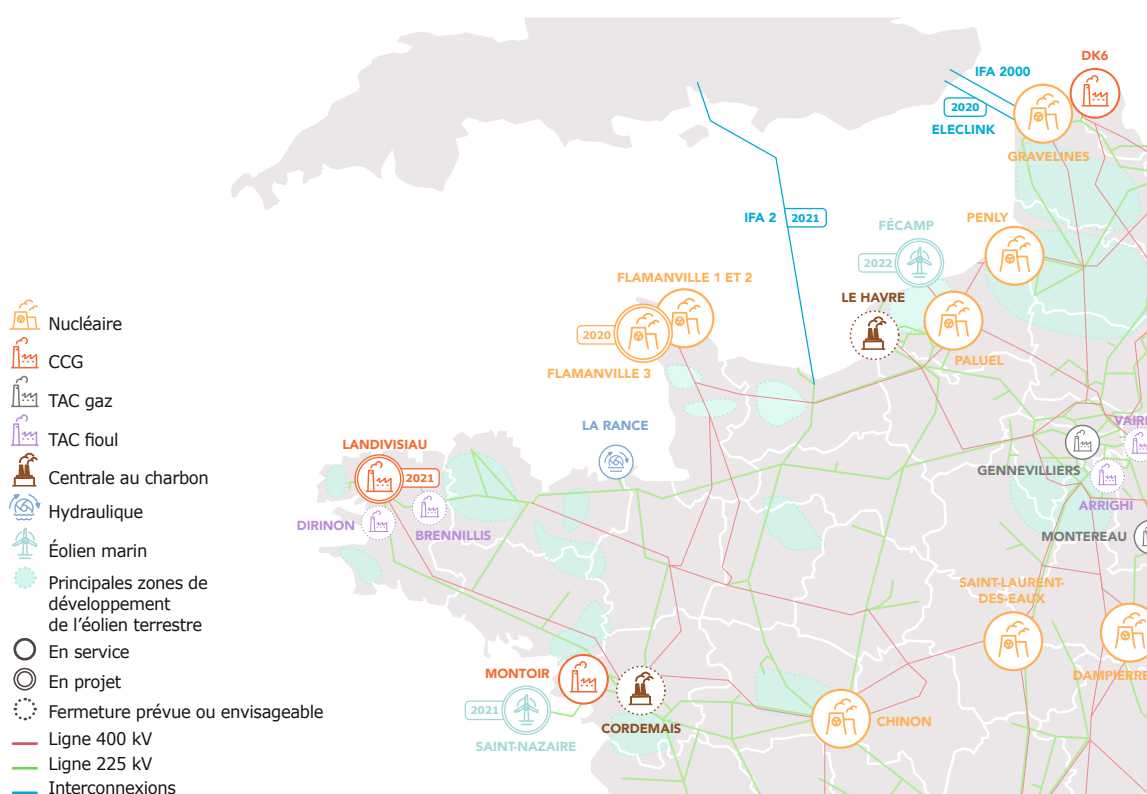 DK6
IFA 2000
2020
ELECLINK
GRAVELINES
IFA 2
2021
FÉCAMP
PENLY
2022
FLAMANVILLE 1 ET 2
LE HAVRE
2020
PALUEL
FLAMANVILLE 3
LA RANCE
LANDIVISIAU
2021
GENNEVILLIERS
DIRINON
BRENNILLIS
ARRIGHI
MONTEREAU
SAINT-LAURENT-
DES-EAUX
MONTOIR
DAMPIERRE
2021
CORDEMAIS
CHINON
SAINT-NAZAIRE
Nucléaire
CCG
TAC gaz
TAC fioul
Centrale au charbon
Hydraulique
Éolien marin
Principales zones de
développement
de l'éolien terrestre
En service
En projet
Fermeture prévue ou envisageable
Ligne 400 kV
Ligne 225 kV
Interconnexions